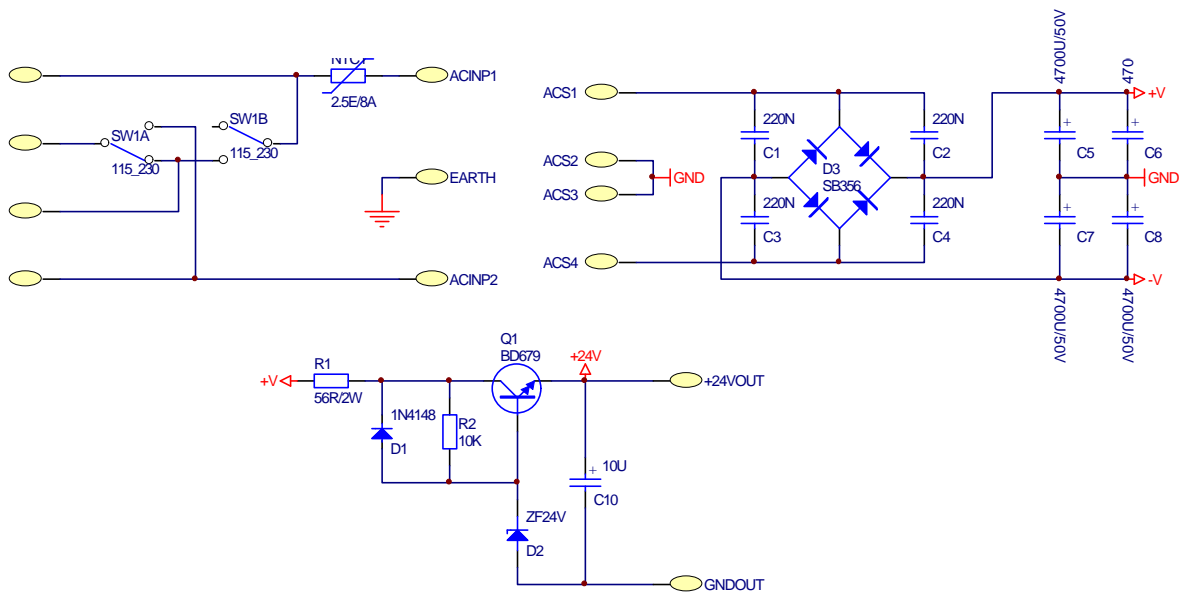 NTC1
ACINP1
2.5E/8A
SW1A
115_230
SW1B
115_230
EARTH
ACINP2
ACS1
ACS2
ACS3
GND
ACS4
220N
C1
220N
C2
D3
SB356
220N
C3
220N
C4
4700U/50V
470
+V
+
C5
+
C6
GND
+
C7
+
C8
-V
4700U/50V
4700U/50V
Q1
BD679
+24V
R1
+V
56R/2W
+24VOUT
1N4148
D1
R2
10K
+
10U
C10
ZF24V
D2
GNDOUT